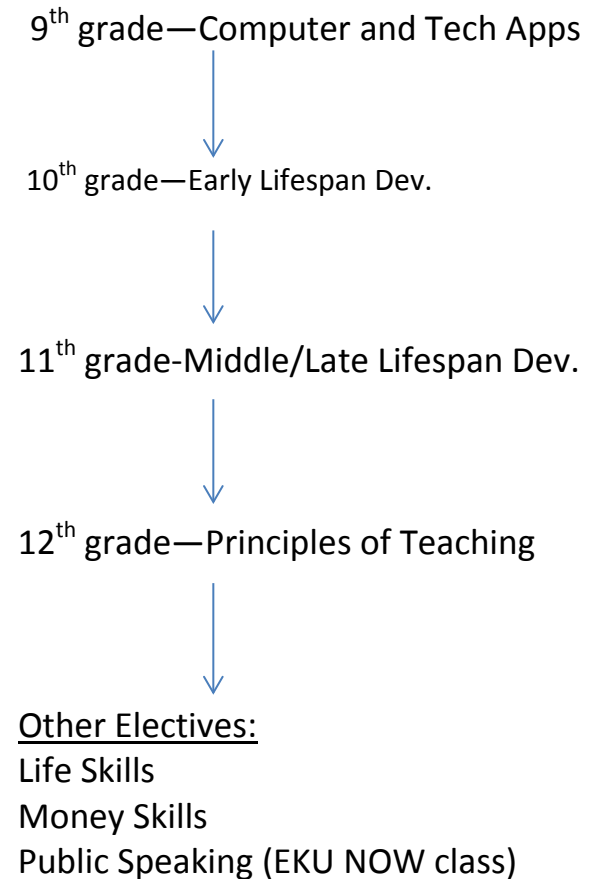 9th grade—Computer and Tech Apps
10th grade—Early Lifespan Dev.
11th grade-Middle/Late Lifespan Dev.
12th grade—Principles of Teaching
Other Electives:
Life Skills
Money Skills
Public Speaking (EKU NOW class)